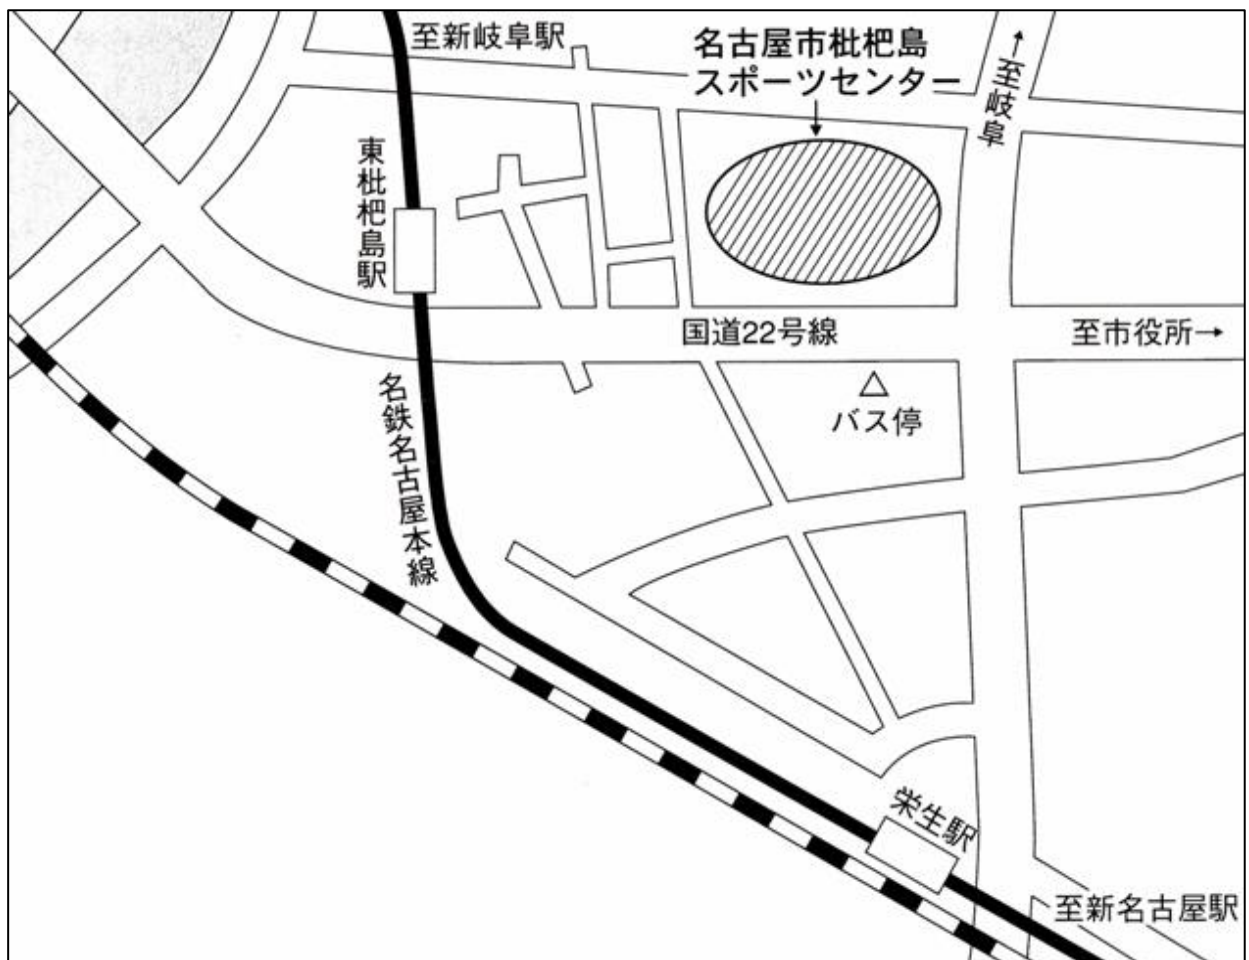 至新岐阜駅
名古屋市枇杷島
スポーツセンター
↑至岐阜
東枇杷島駅
国道22号線
至市役所→
バス停
名鉄名古屋本線
栄生駅
至新名古屋駅